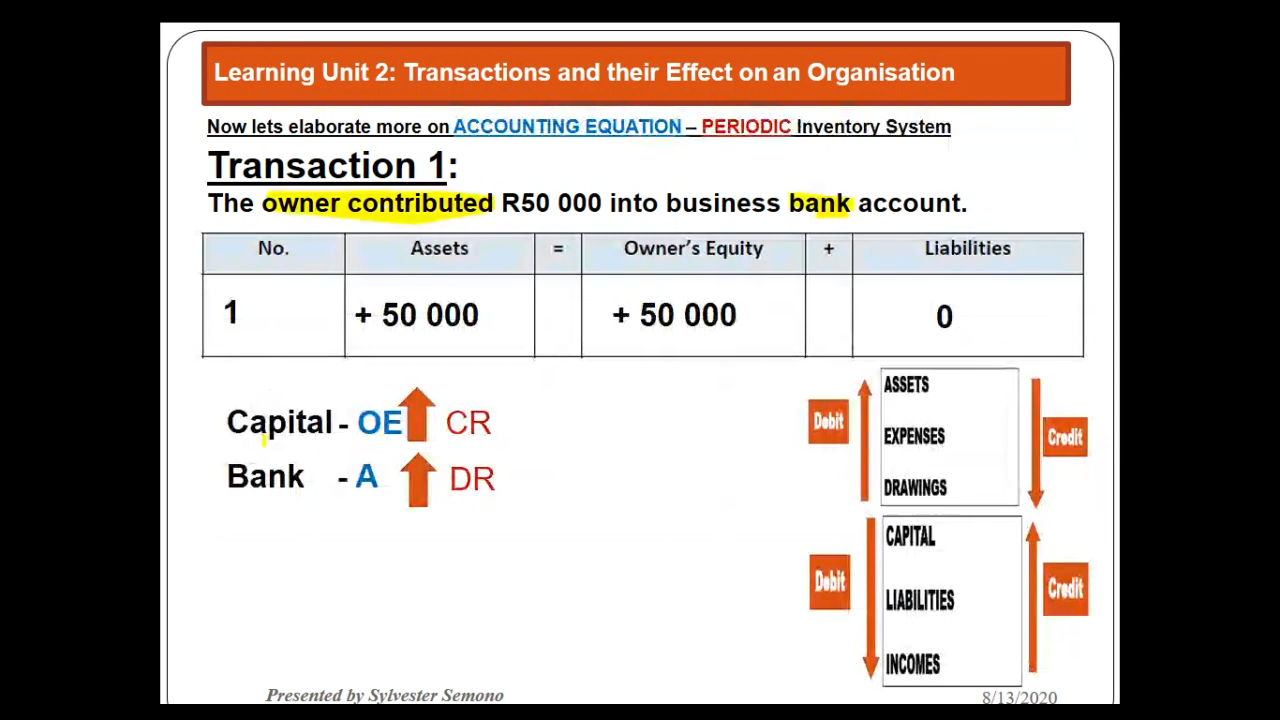 Learning Unit 2: Transactions and their Effect on an Organisation
Now lets elaborate more on ACCOUNTING EQUATION – PERIODIC Inventory System
Transaction 1:
The owner contributed R50 000 into business bank account.
No. Assets = Owner's Equity + Liabilities
1 + 50 000 + 50 000 0
Capital - OE CR
Bank - A DR
ASSETS
Debit
EXPENSES
Credit
DRAWINGS
CAPITAL
Debit
LIABILITIES
Credit
INCOMES
Presented by Sylvester Semono
8/13/2020